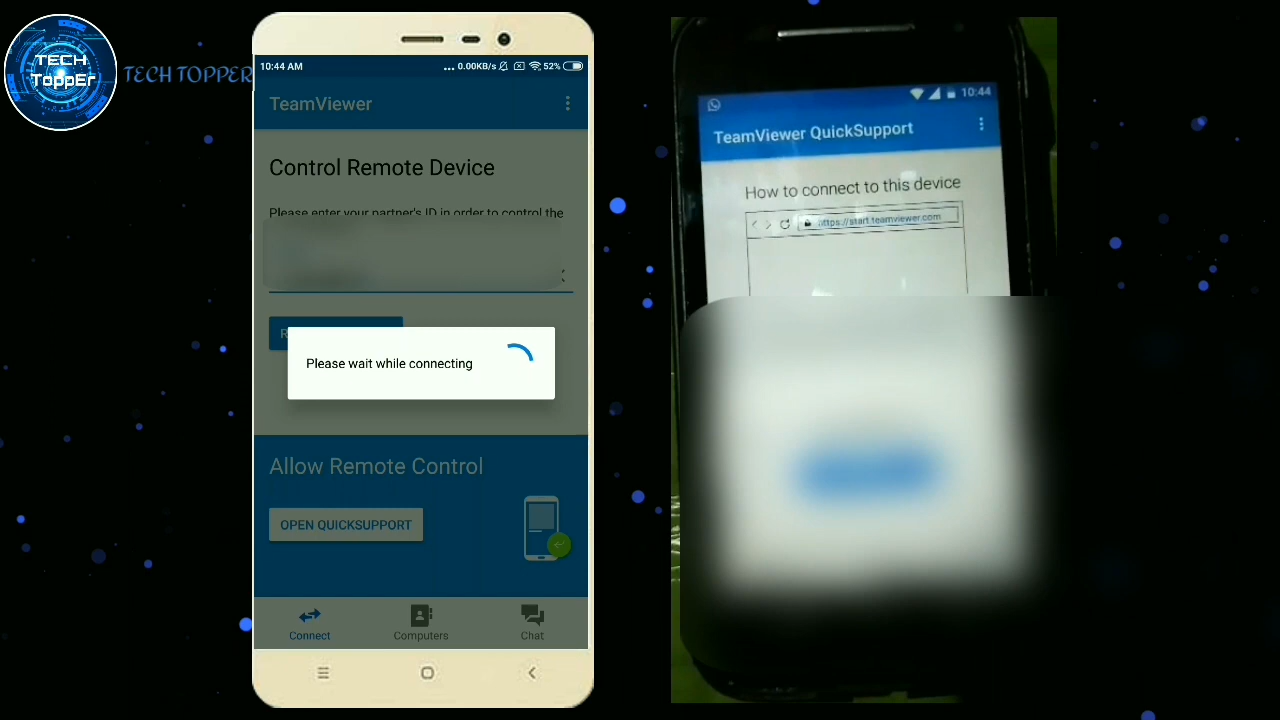 TECH
TopPEr
TECH TOPPER
10:44 AM
... 0.00KB/s
52%
TeamViewer
Control Remote Device
Please enter your partner's ID in order to control the
R
Please wait while connecting
Allow Remote Control
OPEN QUICKSUPPORT
Connect
Computers
Chat
10:44
TeamViewer QuickSupport
How to connect to this device
https://start.teamviewer.com